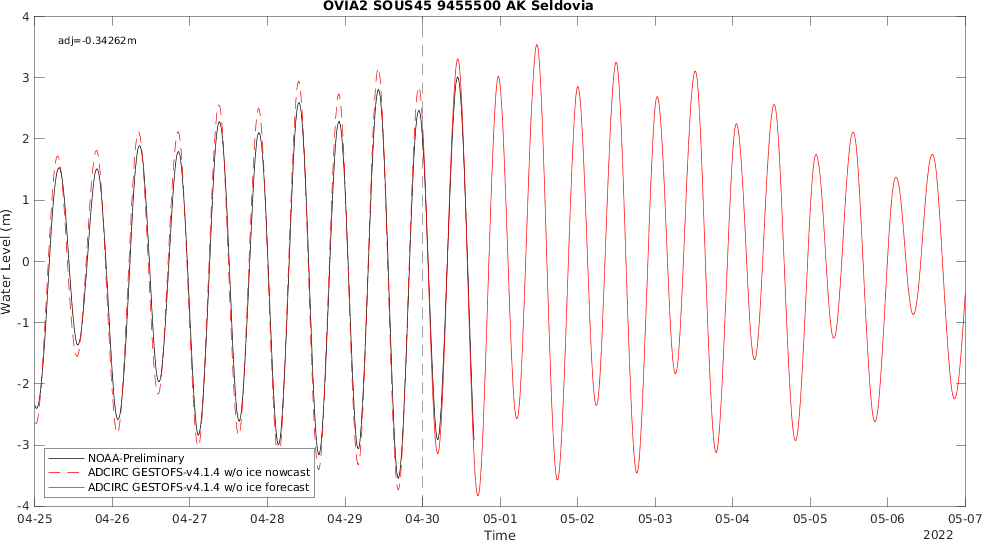 OVIA2 SOUS45 9455500 AK Seldovia
adj=-0.34262m
4
3
2
1
0
-1
-2
-3
-4
Water Level (m)
NOAA-Preliminary
ADCIRC GESTOFS-v4.1.4 w/o ice nowcast
ADCIRC GESTOFS-v4.1.4 w/o ice forecast
04-25 04-26 04-27 04-28 04-29 04-30 05-01 05-02 05-03 05-04 05-05 05-06 05-07
Time
2022